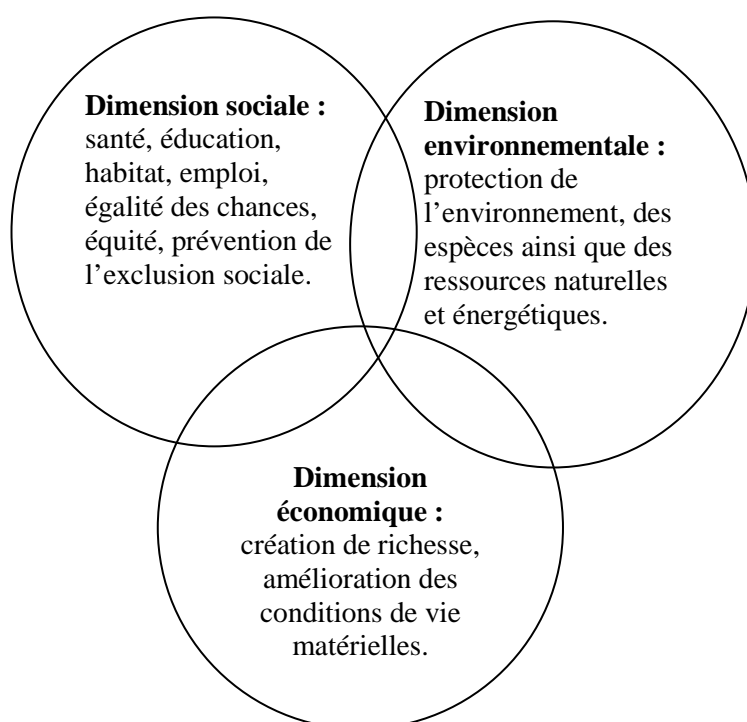 Dimension sociale :
santé, éducation,
habitat, emploi,
égalité des chances,
équité, prévention de
l’exclusion sociale.
Dimension
environnementale :
protection de
l’environnement, des
espèces ainsi que des
ressources naturelles
et énergétiques.
Dimension
économique :
création de richesse,
amélioration des
conditions de vie
matérielles.